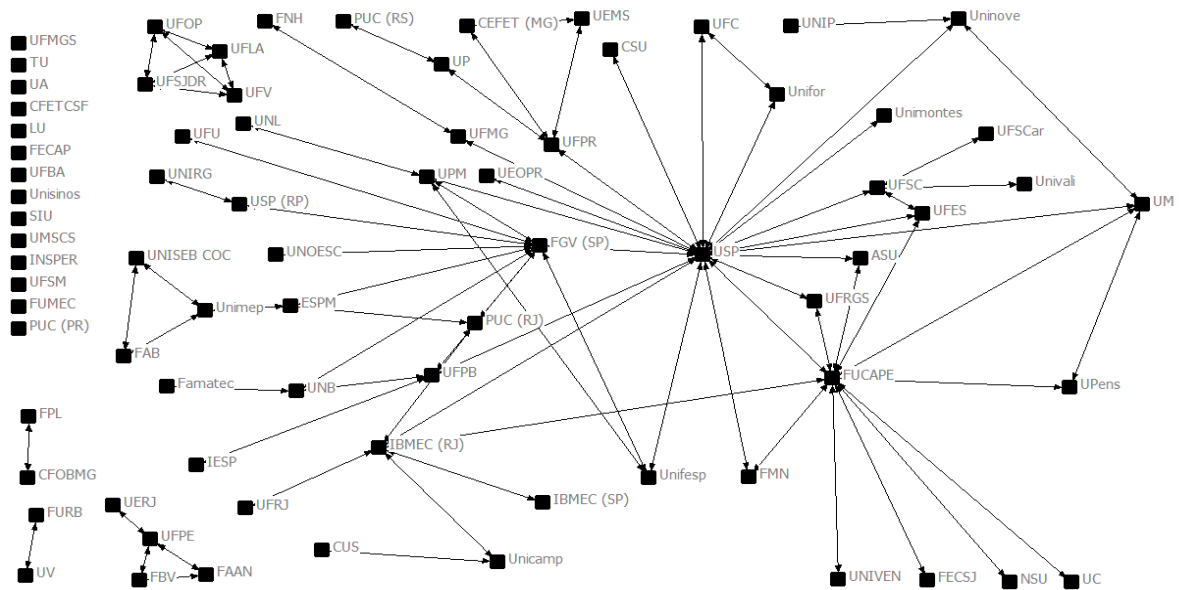 UFMGS
TU
UA
CFETCSF
LU
FECAP
UFBA
Unisinos
SIU
UMSCS
INSPER
UFSM
FUMEC
PUC (PR)
UFOP
UFLA
UFSJDR
UFV
FNH
PUC (RS)
CEFET (MG)
UEMS
UFC
UNIP
Uninove
CSU
UP
Unifor
UNL
UFU
UFMG
UFPR
Unimontes
UFSCar
UNIRG
UPM
UEOPR
UFSC
Univali
USP (RP)
UFES
UM
UNISEB COC
UNOESC
FGV (SP)
USP
ASU
Unimep
ESPM
PUC (RJ)
UFRGS
FAB
Famatec
UNB
UFPB
FUCAPE
UPens
FPL
CFOBMG
IESP
IBMEC (RJ)
Unifesp
FMN
UFRJ
IBMEC (SP)
FURB
UERJ
UFPE
UV
FBV
FAAN
CUS
Unicamp
UNIVEN
FECSJ
NSU
UC